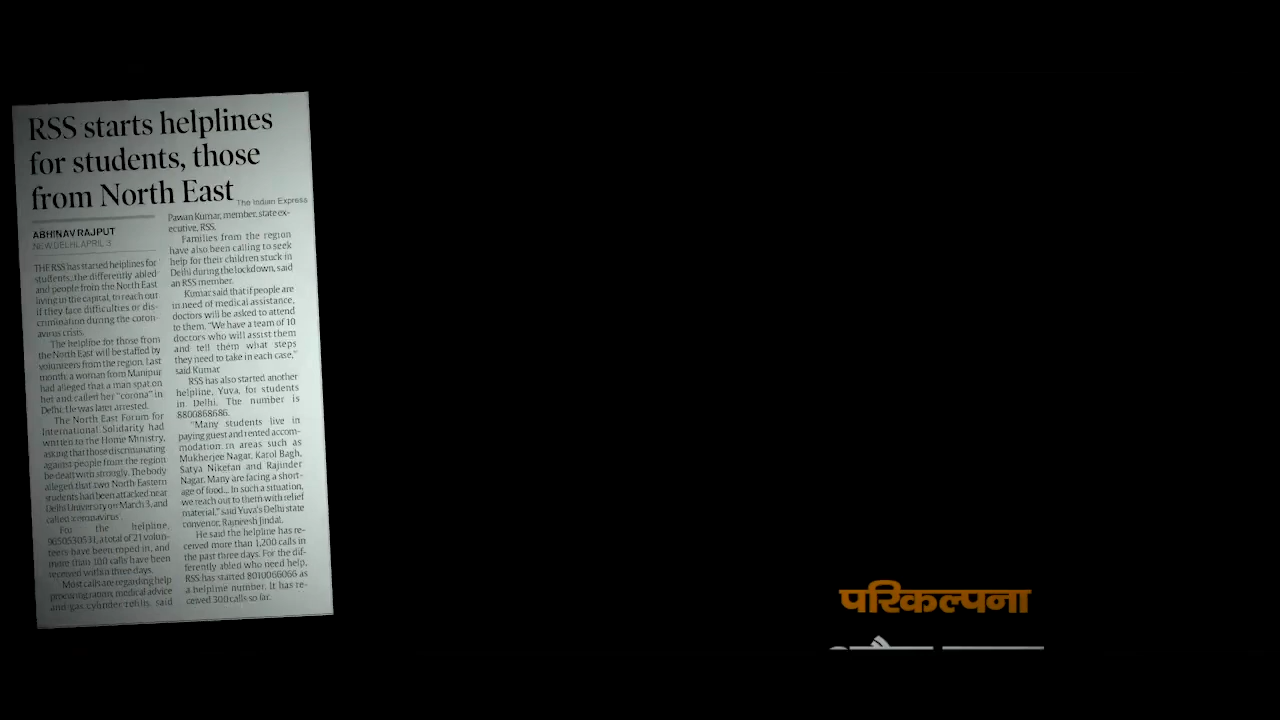 RSS starts helplines
for students, those
from North East
The Indian Express
ABHINAV RAJPUT
NEW DELHI, APRIL 3
THE RSS has started helplines for
students, the differently abled
and people from the North East
living in the capital, to reach out
if they face difficulties or dis-
crimination during the coron-
avirus crisis.
The helpline for those from
the North East will be staffed by
volunteers from the region. Last
month, a woman from Manipur
had alleged that a man spat on
her and called her "corona" in
Delhi. He was later arrested.
The North East Forum for
International Solidarity had
written to the Home Ministry,
asking that those discriminating
against people from the region
be dealt with strongly. The body
alleged that two North Eastern
students had been attacked near
Delhi University on March 3, and
called 'coronavirus'.
For the helpline,
9650530531, a total of 21 volun-
teers have been roped in, and
more than 100 calls have been
received within three days.
Most calls are regarding help
procuring ration, medical advice
and gas cylinder refills, said
Pawan Kumar, member, state ex-
ecutive, RSS.
Families from the region
have also been calling to seek
help for their children stuck in
Delhi during the lockdown, said
an RSS member.
Kumar said that if people are
in need of medical assistance,
doctors will be asked to attend
to them. "We have a team of 10
doctors who will assist them
and tell them what steps
they need to take in each case,"
said Kumar.
RSS has also started another
helpline, Yuva, for students
in Delhi. The number is
8800868686.
"Many students live in
paying guest and rented accom-
modation in areas such as
Mukherjee Nagar, Karol Bagh,
Satya Niketan and Rajinder
Nagar. Many are facing a short-
age of food... In such a situation,
we reach out to them with relief
material," said Yuva's Delhi state
convenor, Rajneesh Jindal.
He said the helpline has re-
ceived more than 1,200 calls in
the past three days. For the dif-
ferently abled who need help,
RSS has started 8010066066 as
a helpline number. It has re-
ceived 300 calls so far.
परिकल्पना